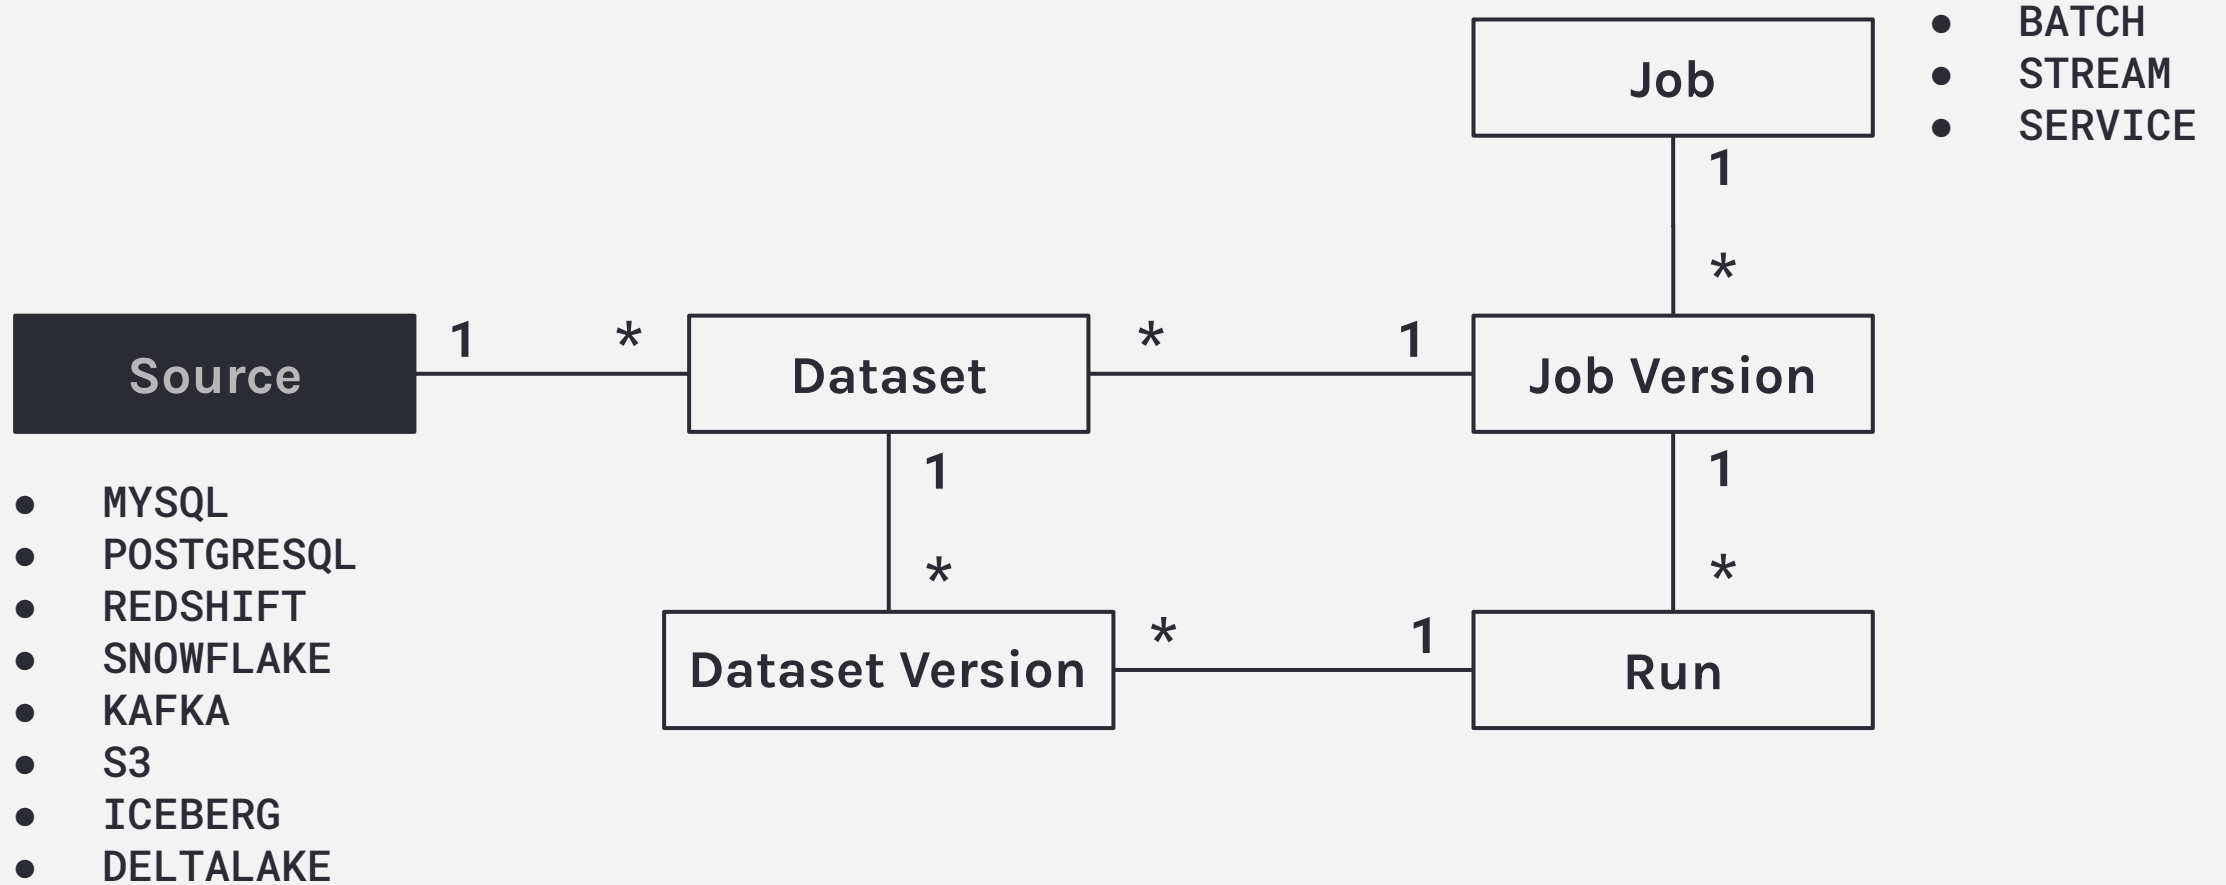 Job
● BATCH
● STREAM
● SERVICE
1
*
Source
1 *
Dataset
* 1
Job Version
● MYSQL
● POSTGRESQL
● REDSHIFT
● SNOWFLAKE
● KAFKA
● S3
● ICEBERG
● DELTALAKE
1
*
1
*
Dataset Version
* 1
Run